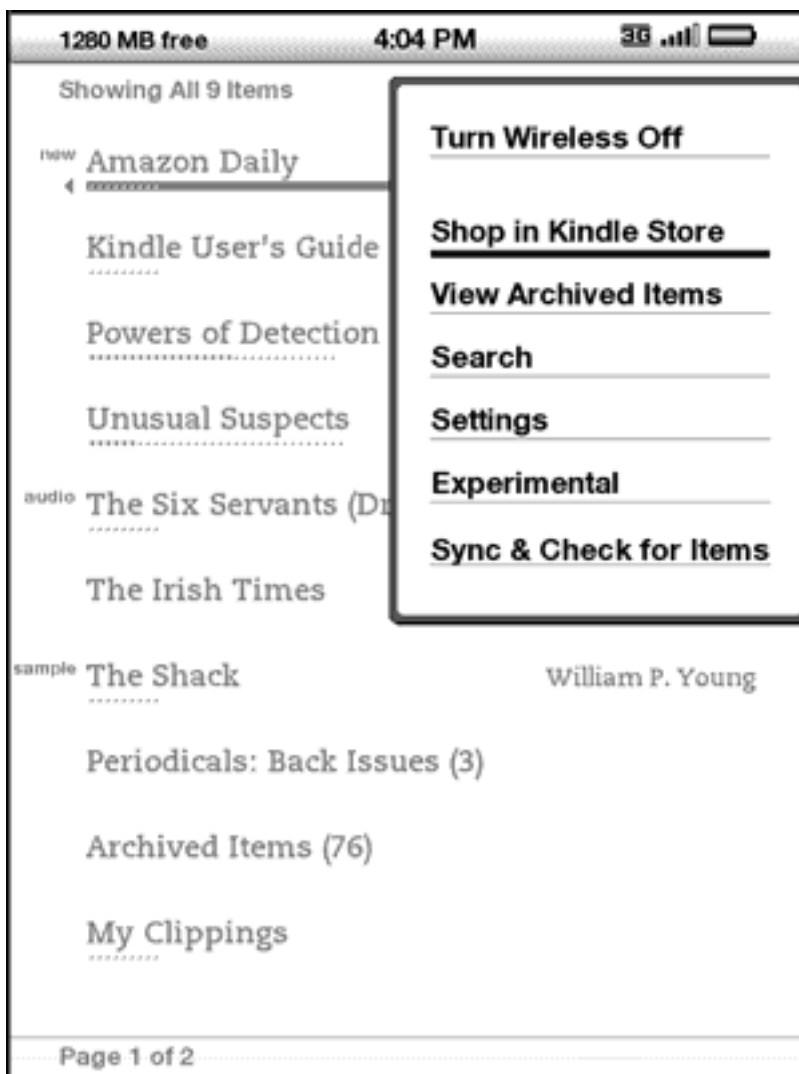 1280 MB free 4:04 PM 3G
Showing All 9 Items
new Amazon Daily
Kindle User's Guide
Powers of Detection
Unusual Suspects
audio The Six Servants (Dr
The Irish Times
sample The Shack William P. Young
Periodicals: Back Issues (3)
Archived Items (76)
My Clippings
Page 1 of 2
Turn Wireless Off
Shop in Kindle Store
View Archived Items
Search
Settings
Experimental
Sync & Check for Items